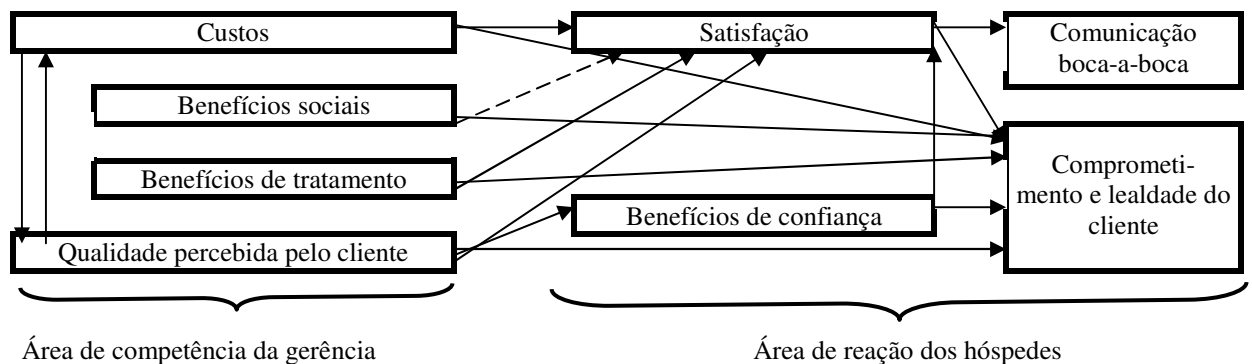 Custos
Satisfação
Comunicação
boca-a-boca
Benefícios sociais
Benefícios de tratamento
Comprometi-
mento e lealdade do
cliente
Benefícios de confiança
Qualidade percebida pelo cliente
Área de competência da gerência
Área de reação dos hóspedes